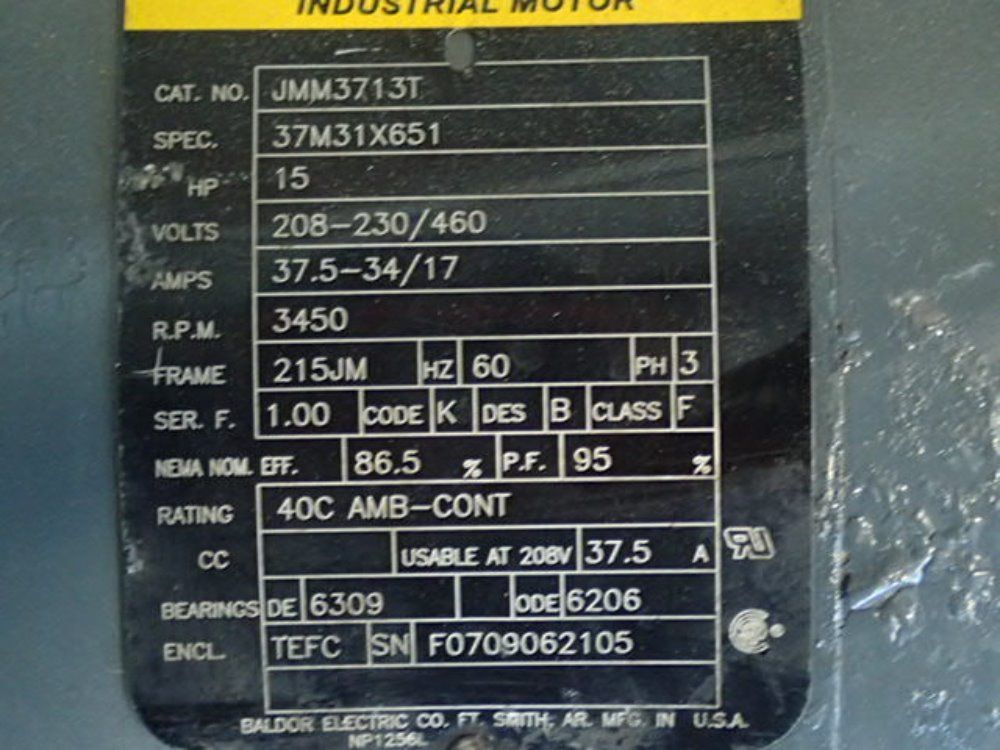 INDUSTRIAL MOTOR
CAT. NO. JMM3713T
SPEC. 37M31X651
HP 15
VOLTS 208-230/460
AMPS 37.5-34/17
R.P.M. 3450
FRAME 215JM HZ 60 PH 3
SER. F. 1.00 CODE K DES B CLASS F
NEMA NOM. EFF. 86.5 % P.F. 95 %
RATING 40C AMB-CONT
CC USABLE AT 208V 37.5 A
BEARINGS DE 6309 ODE 6206
ENCL. TEFC SN F0709062105
BALDOR ELECTRIC CO. FT. SMITH, AR. MFG. IN U.S.A.
NP1256L